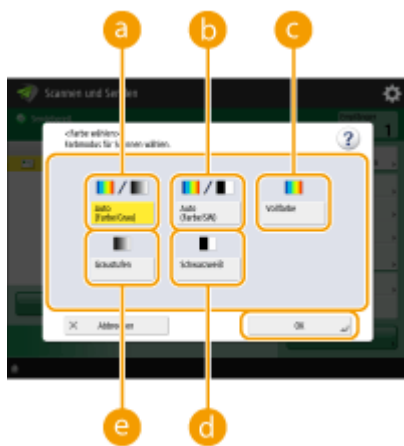 a
b
c
Scannen und Senden
1
<Farbe wählen>
Farbmodus für Scannen wählen.
?
Auto
(Farbe/Grau)
Auto
(Farbe/SW)
Vollfarbe
Graustufen
Schwarzweiß
Abbrechen
OK
e
d